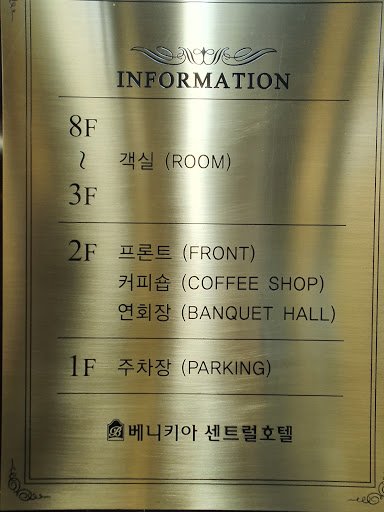 INFORMATION
8F
~ 객실 (ROOM)
3F
2F 프론트 (FRONT)
커피숍 (COFFEE SHOP)
연회장 (BANQUET HALL)
1F 주차장 (PARKING)
B 베니키아 센트럴호텔